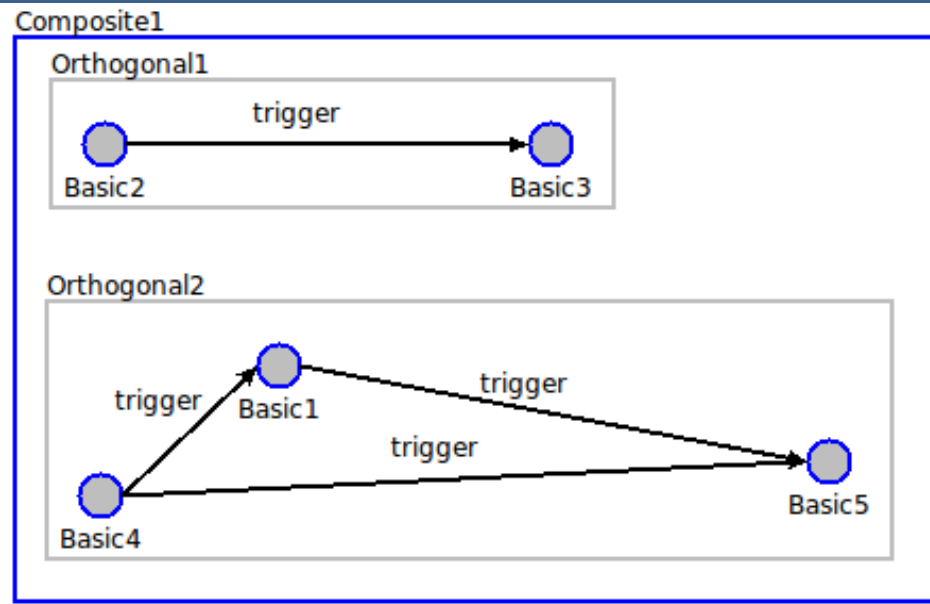 Composite1
Orthogonal1
trigger
Basic2
Basic3
Orthogonal2
trigger
trigger
Basic1
trigger
Basic5
Basic4